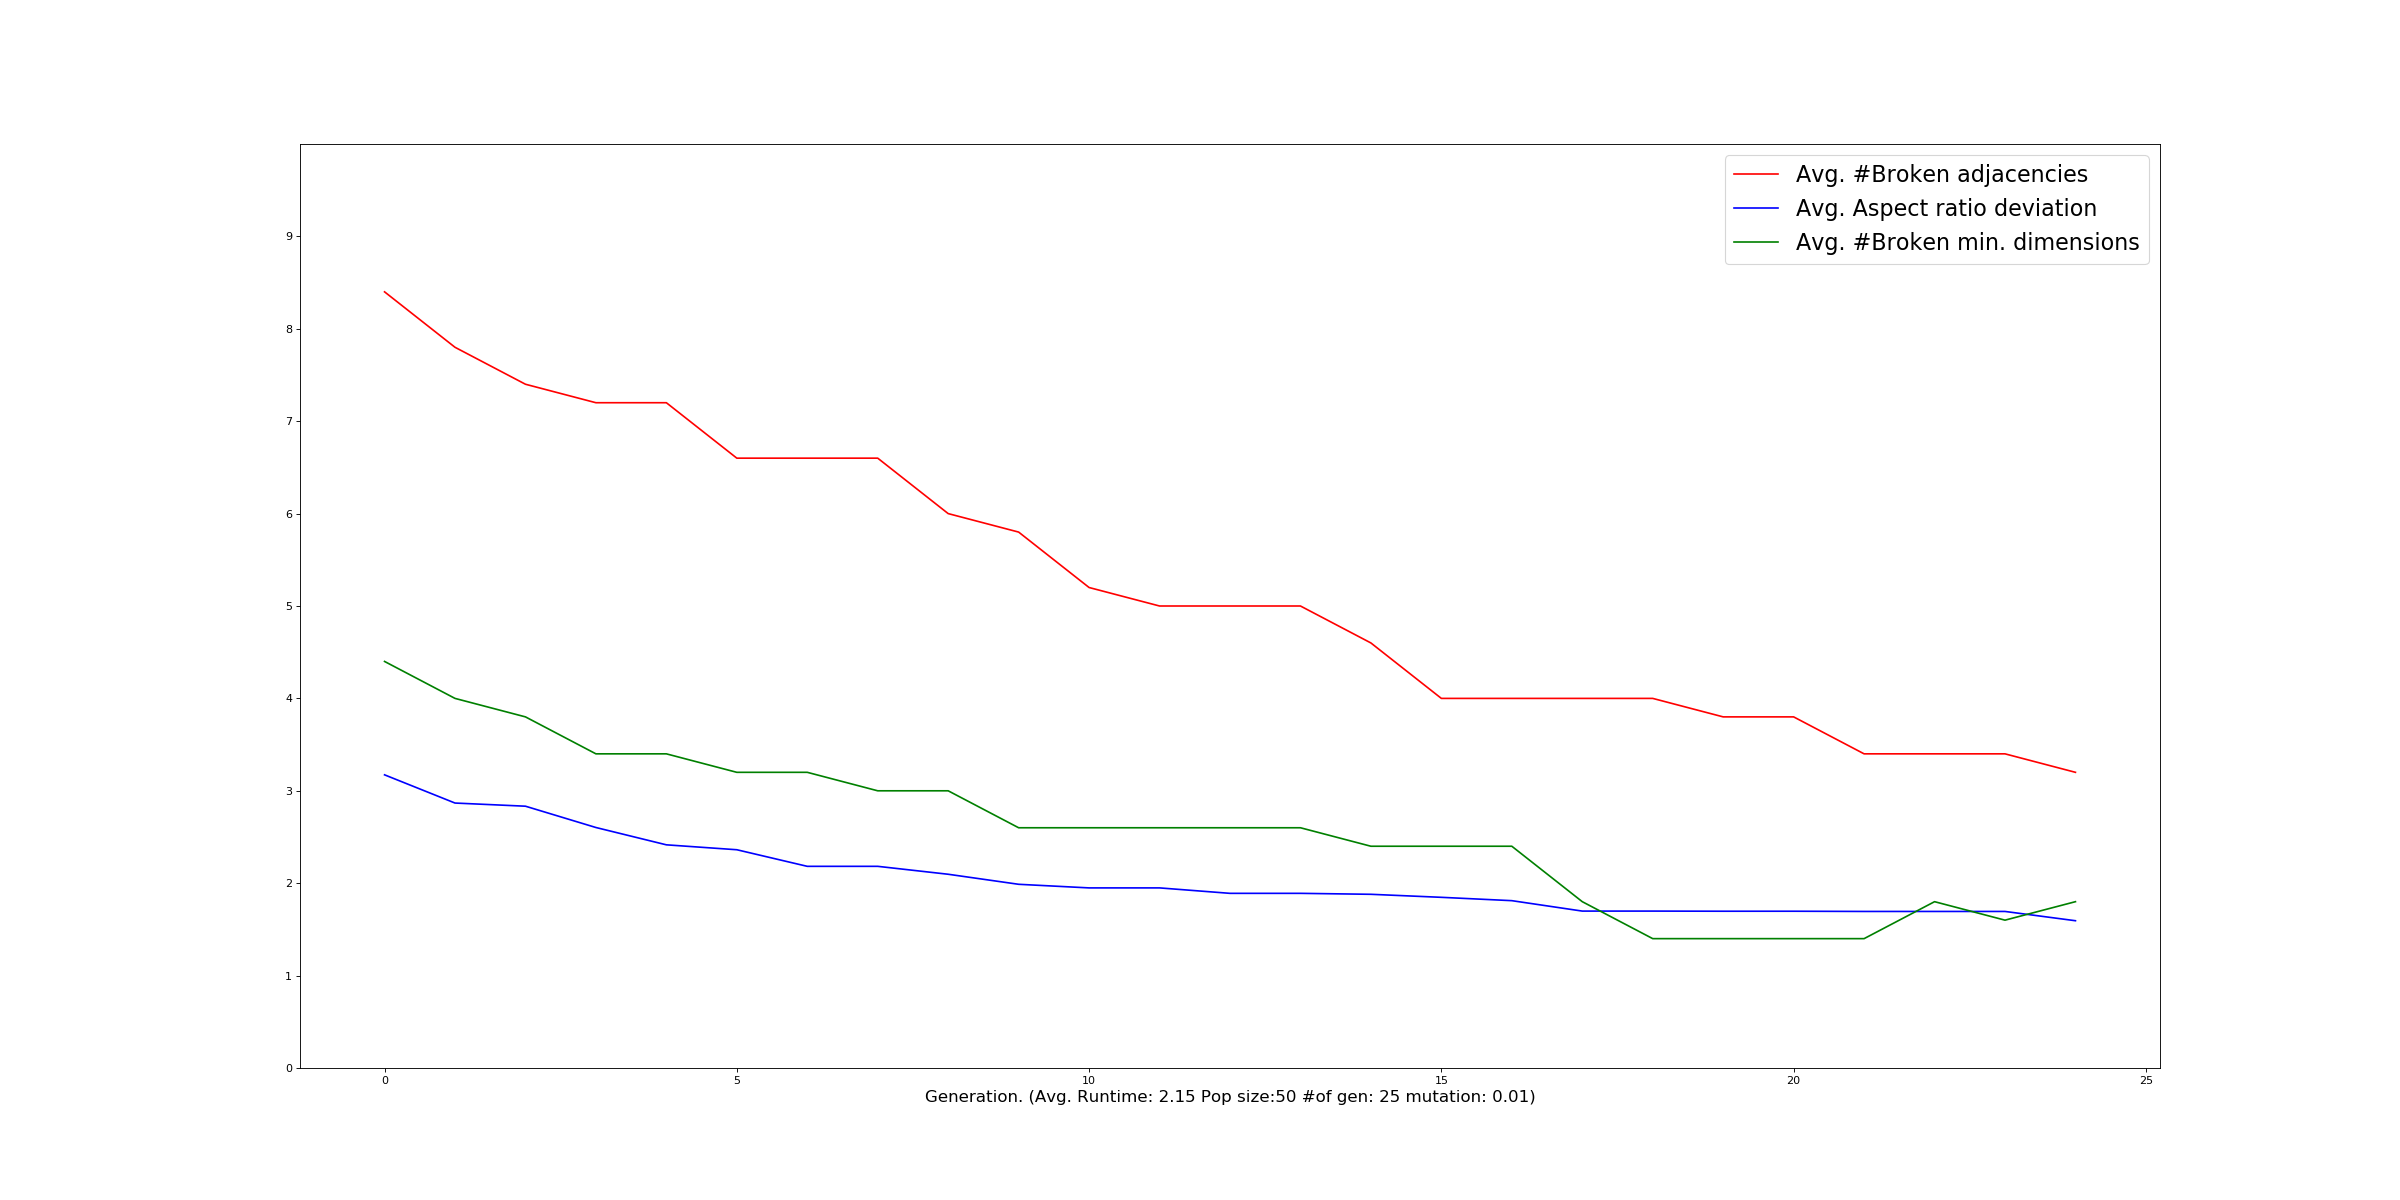 Avg. #Broken adjacencies
Avg. Aspect ratio deviation
Avg. #Broken min. dimensions
9
8
7
6
5
4
3
2
1
0
0 5 10 15 20 25
Generation. (Avg. Runtime: 2.15 Pop size:50 #of gen: 25 mutation: 0.01)